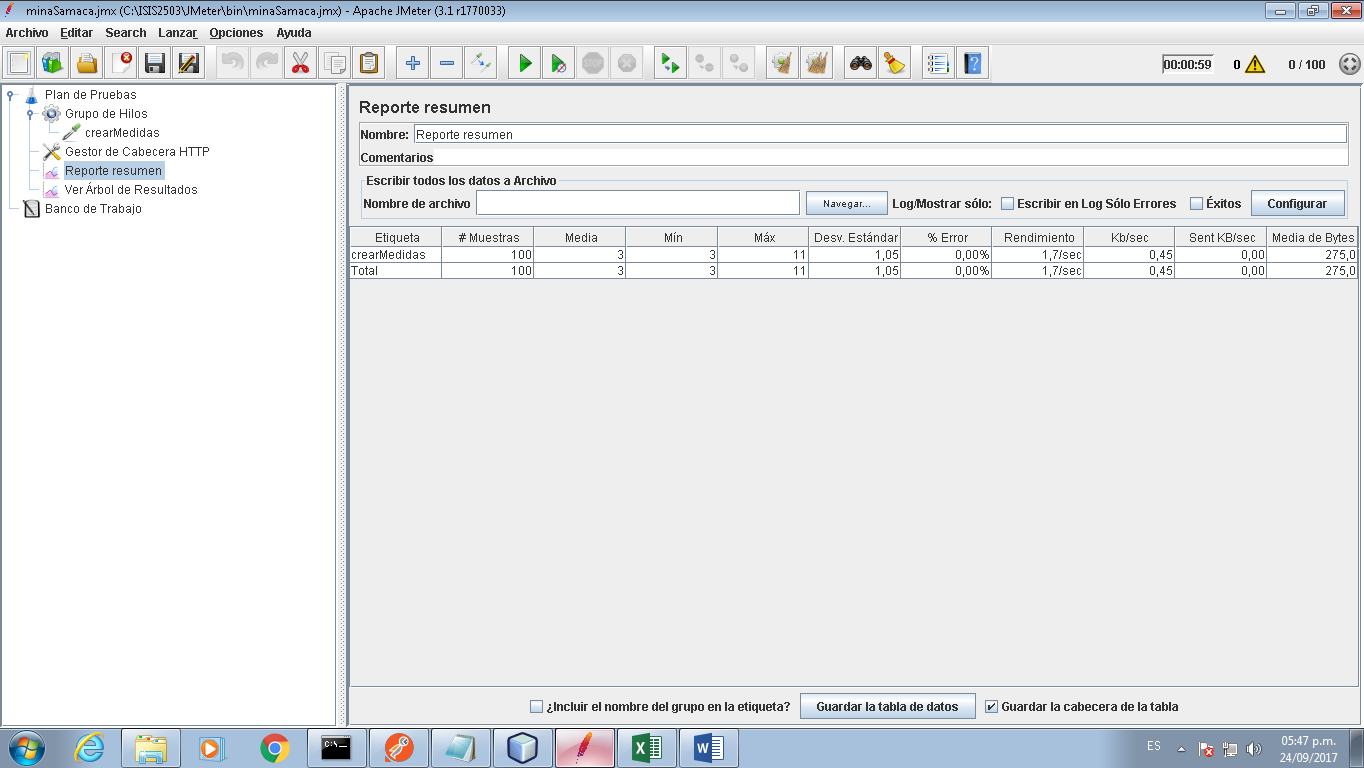 minaSamaca.jmx (C:\ISIS2503\JMeter\bin\minaSamaca.jmx) - Apache JMeter (3.1 r1770033)
Archivo Editar Search Lanzar Opciones Ayuda
00:00:59 0 0 / 100
Plan de Pruebas
Grupo de Hilos
crearMedidas
Gestor de Cabecera HTTP
Reporte resumen
Ver Árbol de Resultados
Banco de Trabajo
Reporte resumen
Nombre: Reporte resumen
Comentarios
Escribir todos los datos a Archivo
Nombre de archivo Navegar... Log/Mostrar sólo: Escribir en Log Sólo Errores Éxitos Configurar
Etiqueta # Muestras Media Mín Máx Desv. Estándar % Error Rendimiento Kb/sec Sent KB/sec Media de Bytes
crearMedidas 100 3 3 11 1,05 0,00% 1,7/sec 0,45 0,00 275,0
Total 100 3 3 11 1,05 0,00% 1,7/sec 0,45 0,00 275,0
¿Incluir el nombre del grupo en la etiqueta? Guardar la tabla de datos Guardar la cabecera de la tabla
C:\_
ES
05:47 p.m.
24/09/2017